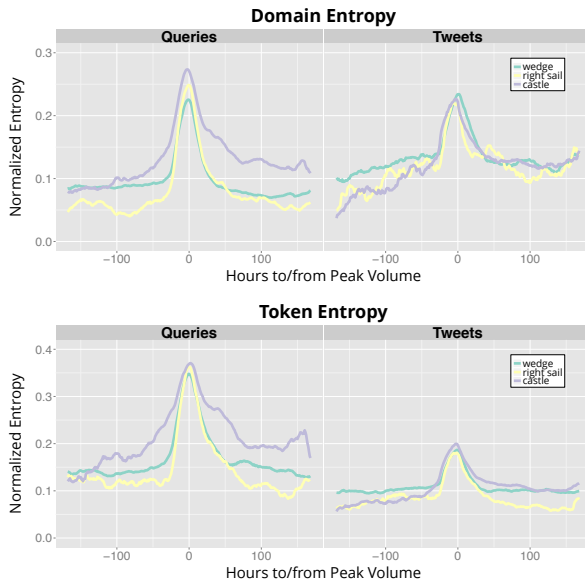 Domain Entropy
Queries Tweets
Normalized Entropy
0.3
0.2
0.1
0.0
wedge
right sail
castle
−100 0 100 −100 0 100
Hours to/from Peak Volume
Token Entropy
Queries Tweets
Normalized Entropy
0.4
0.3
0.2
0.1
0.0
wedge
right sail
castle
−100 0 100 −100 0 100
Hours to/from Peak Volume